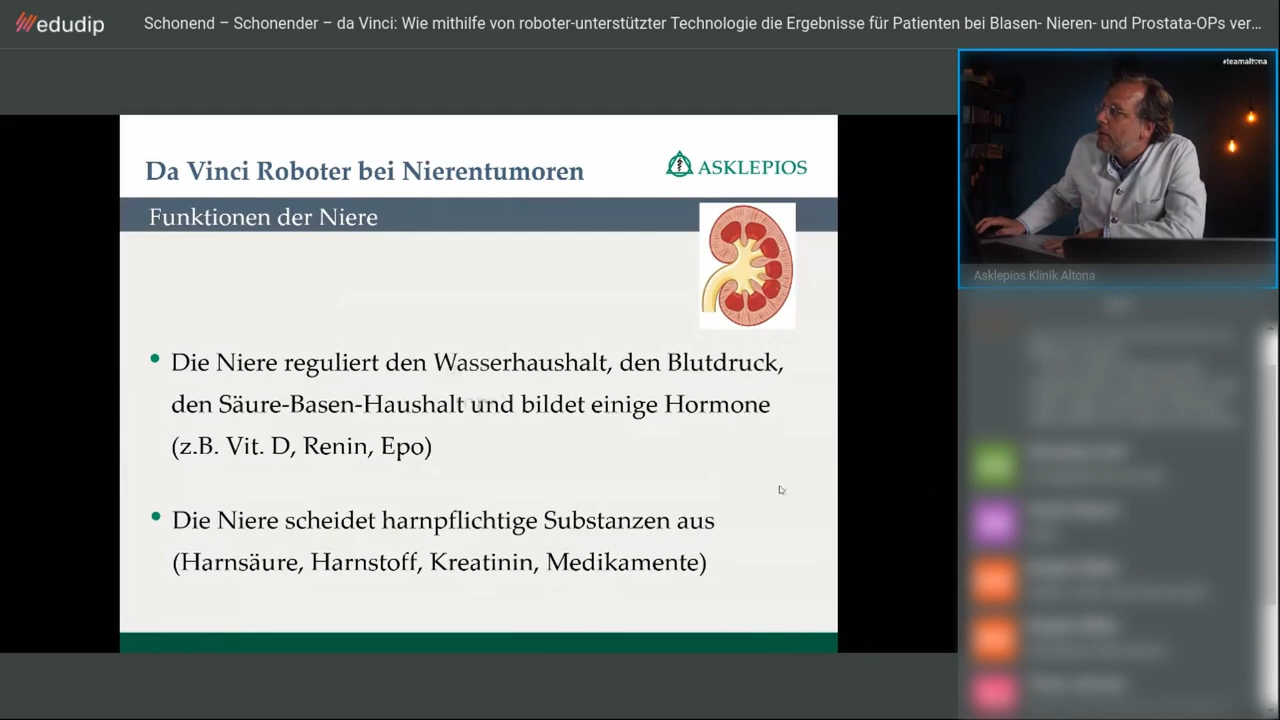 edudip
Schonend – Schonender – da Vinci: Wie mithilfe von roboter-unterstützter Technologie die Ergebnisse für Patienten bei Blasen- Nieren- und Prostata-OPs ver…
#teamaltona
Asklepios Klinik Altona
Da Vinci Roboter bei Nierentumoren
ASKLEPIOS
Funktionen der Niere
• Die Niere reguliert den Wasserhaushalt, den Blutdruck,
den Säure-Basen-Haushalt und bildet einige Hormone
(z.B. Vit. D, Renin, Epo)
• Die Niere scheidet harnpflichtige Substanzen aus
(Harnsäure, Harnstoff, Kreatinin, Medikamente)